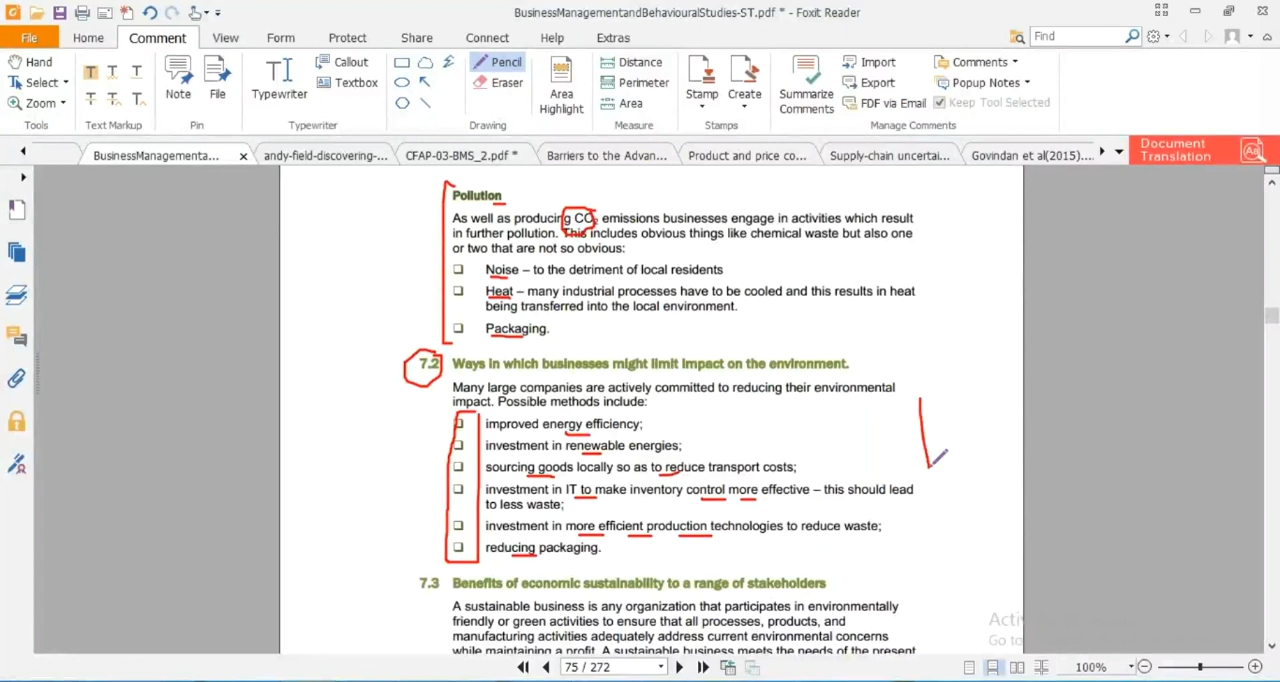 BusinessManagementandBehaviouralStudies-ST.pdf * - Foxit Reader
File Home Comment View Form Protect Share Connect Help Extras Find
Hand Select Zoom Note File Typewriter Callout Textbox Pencil Eraser Area Highlight Distance Perimeter Area Stamp Create Summarize Comments Import Export FDF via Email Comments Popup Notes Keep Tool Selected
Tools Text Markup Pin Typewriter Drawing Measure Stamps Manage Comments
BusinessManagementa... andy-field-discovering-... CFAP-03-BMS_2.pdf * Barriers to the Advan... Product and price co... Supply-chain uncertai... Govindan et al(2015).... Document Translation
Pollution
As well as producing CO2 emissions businesses engage in activities which result
in further pollution. This includes obvious things like chemical waste but also one
or two that are not so obvious:
❑ Noise – to the detriment of local residents
❑ Heat – many industrial processes have to be cooled and this results in heat
being transferred into the local environment.
❑ Packaging.
7.2 Ways in which businesses might limit impact on the environment.
Many large companies are actively committed to reducing their environmental
impact. Possible methods include:
❑ improved energy efficiency;
❑ investment in renewable energies;
❑ sourcing goods locally so as to reduce transport costs;
❑ investment in IT to make inventory control more effective – this should lead
to less waste;
❑ investment in more efficient production technologies to reduce waste;
❑ reducing packaging.
7.3 Benefits of economic sustainability to a range of stakeholders
A sustainable business is any organization that participates in environmentally
friendly or green activities to ensure that all processes, products, and
manufacturing activities adequately address current environmental concerns
while maintaining a profit. A sustainable business meets the needs of the present
Go to
75 / 272 100%